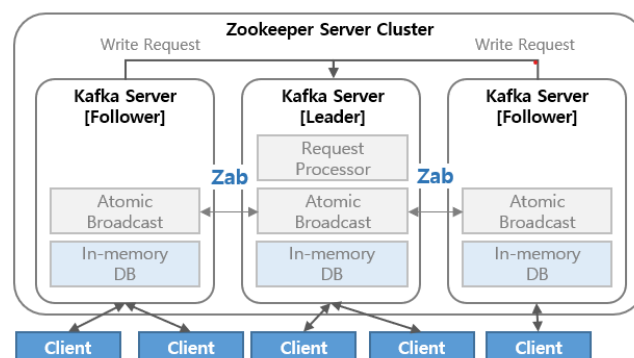 Zookeeper Server Cluster
Write Request
Write Request
Kafka Server
[Follower]
Kafka Server
[Leader]
Kafka Server
[Follower]
Request
Processor
Zab
Zab
Atomic
Broadcast
Atomic
Broadcast
Atomic
Broadcast
In-memory
DB
In-memory
DB
In-memory
DB
Client
Client
Client
Client
Client